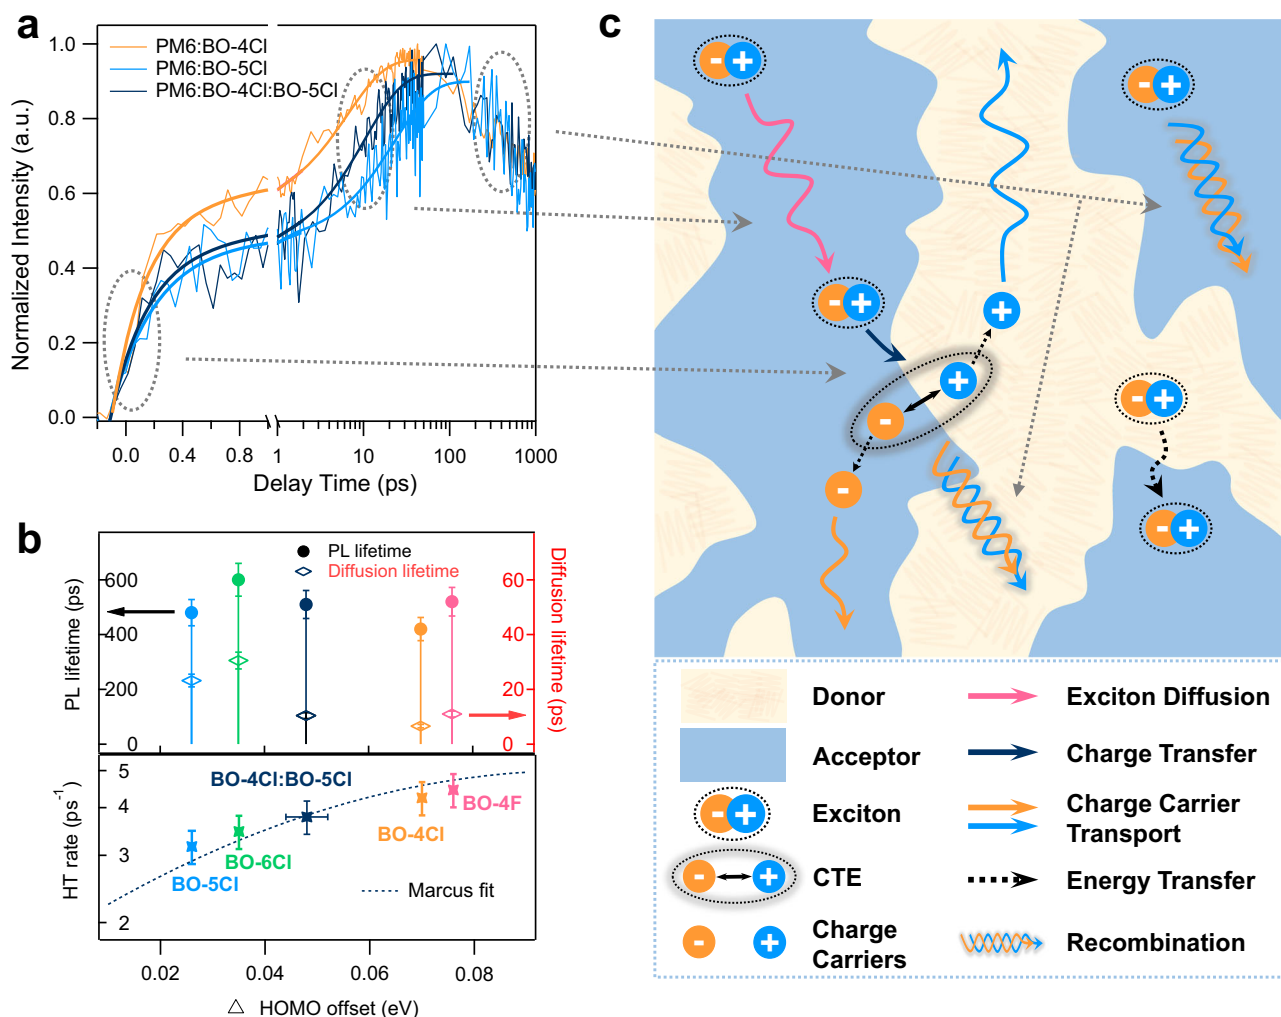 a
Normalized Intensity (a.u.)
1.0
0.8
0.6
0.4
0.2
0.0
PM6:BO-4Cl
PM6:BO-5Cl
PM6:BO-4Cl:BO-5Cl
0.0 0.4 0.8 1 10 100 1000
Delay Time (ps)
b
PL lifetime (ps)
600
400
200
0
PL lifetime
Diffusion lifetime
60
40
20
0
Diffusion lifetime (ps)
HT rate (ps-1)
5
4
3
2
BO-4Cl:BO-5Cl
BO-5Cl
BO-6Cl
BO-4Cl
BO-4F
Marcus fit
0.02 0.04 0.06 0.08
△ HOMO offset (eV)
c
- +
- +
- +
+
+
-
-
- +
- +
Donor
Acceptor
- +
Exciton
- +
CTE
- +
Charge
Carriers
Exciton Diffusion
Charge Transfer
Charge Carrier
Transport
Energy Transfer
Recombination